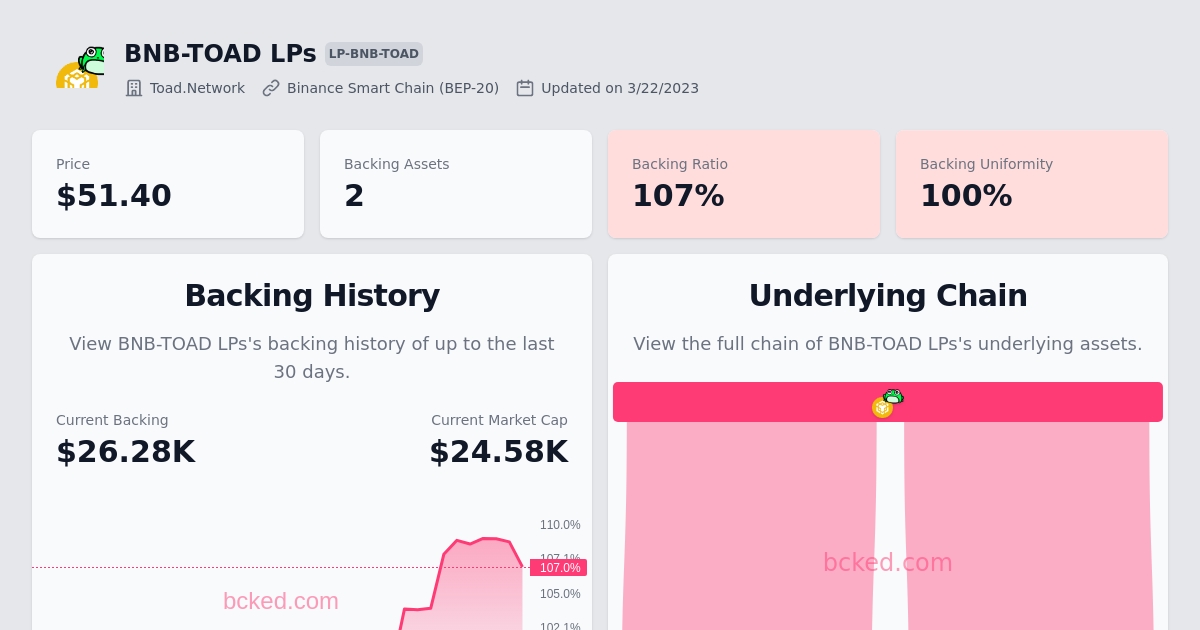 BNB-TOAD LPs LP-BNB-TOAD
Toad.Network Binance Smart Chain (BEP-20) Updated on 3/22/2023
Price
$51.40
Backing Assets
2
Backing Ratio
107%
Backing Uniformity
100%
Backing History
View BNB-TOAD LPs's backing history of up to the last
30 days.
Current Backing
$26.28K
Current Market Cap
$24.58K
110.0%
107.1%
107.0%
105.0%
102.1%
bcked.com
Underlying Chain
View the full chain of BNB-TOAD LPs's underlying assets.
bcked.com